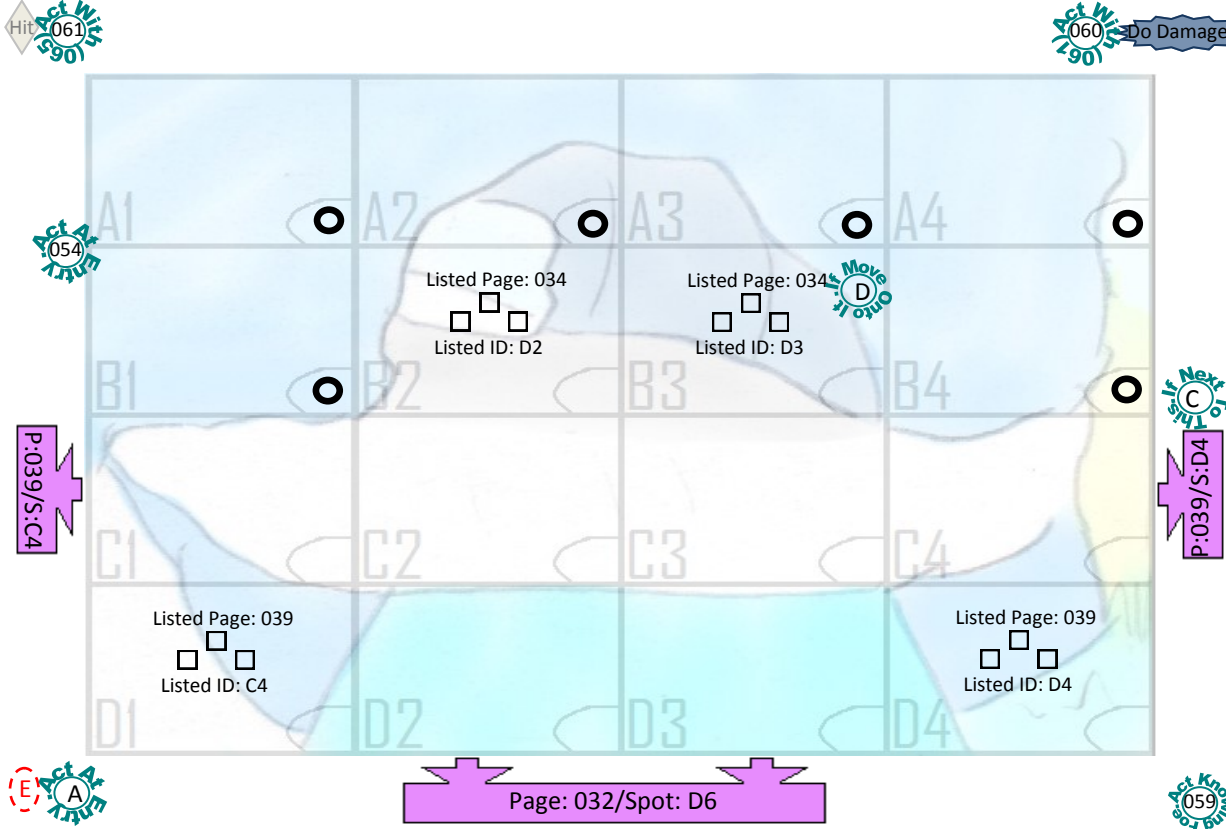 Hit
Act With (065)
061
Act With (061)
060
Do Damage
A1
A2
A3
A4
Act At Entry
054
Listed Page: 034
Listed ID: D2
Listed Page: 034
Listed ID: D3
If Move Onto It
D
B1
B2
B3
B4
If Next To This
C
P:039/S:C4
P:039/S:D4
C1
C2
C3
C4
Listed Page: 039
Listed ID: C4
Listed Page: 039
Listed ID: D4
D1
D2
D3
D4
E
Act At Entry
A
Page: 032/Spot: D6
Act Knowing Foe
059